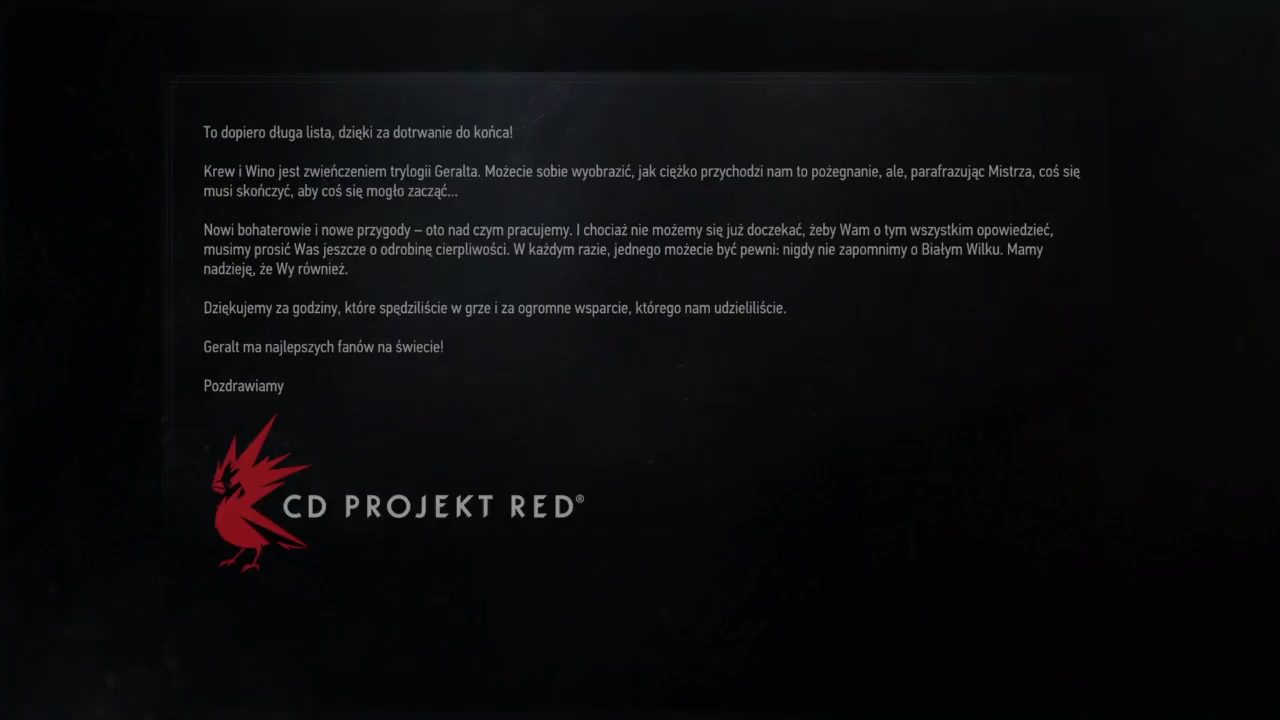 To dopiero długa lista, dzięki za dotrwanie do końca!
Krew i Wino jest zwieńczeniem trylogii Geralta. Możecie sobie wyobrazić, jak ciężko przychodzi nam to pożegnanie, ale, parafrazując Mistrza, coś się
musi skończyć, aby coś się mogło zacząć...
Nowi bohaterowie i nowe przygody – oto nad czym pracujemy. I chociaż nie możemy się już doczekać, żeby Wam o tym wszystkim opowiedzieć,
musimy prosić Was jeszcze o odrobinę cierpliwości. W każdym razie, jednego możecie być pewni: nigdy nie zapomnimy o Białym Wilku. Mamy
nadzieję, że Wy również.
Dziękujemy za godziny, które spędziliście w grze i za ogromne wsparcie, którego nam udzieliliście.
Geralt ma najlepszych fanów na świecie!
Pozdrawiamy
CD PROJEKT RED®